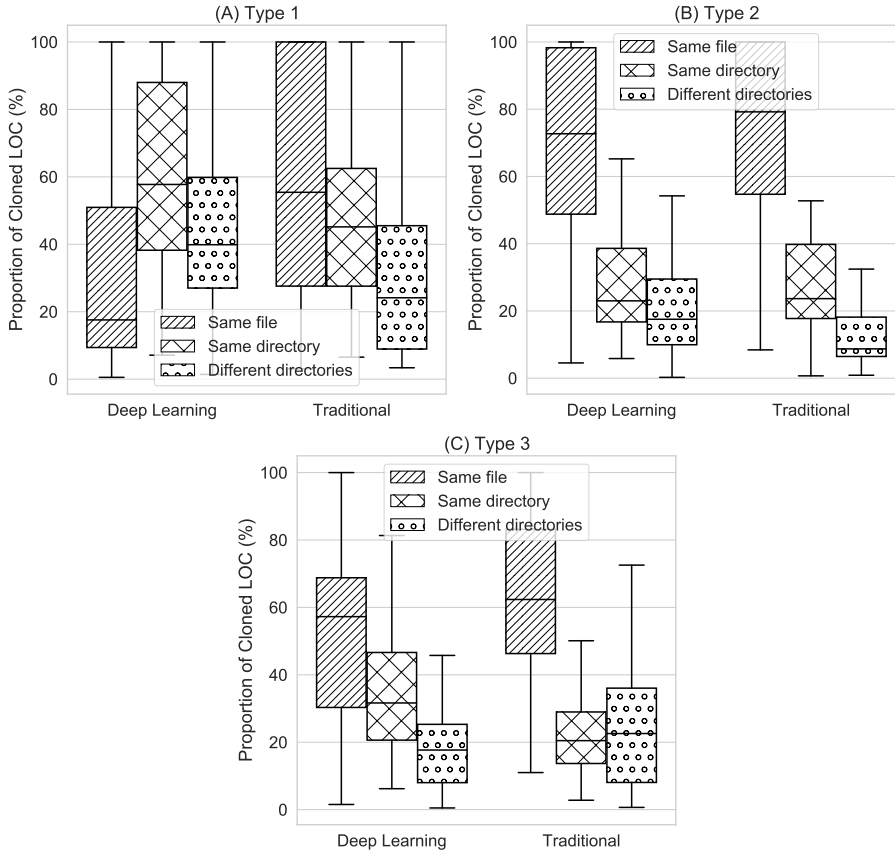 (A) Type 1
Proportion of Cloned LOC (%)
100
80
60
40
20
0
Same file
Same directory
Different directories
Deep Learning
Traditional
(B) Type 2
Proportion of Cloned LOC (%)
100
80
60
40
20
0
Same file
Same directory
Different directories
Deep Learning
Traditional
(C) Type 3
Proportion of Cloned LOC (%)
100
80
60
40
20
0
Same file
Same directory
Different directories
Deep Learning
Traditional